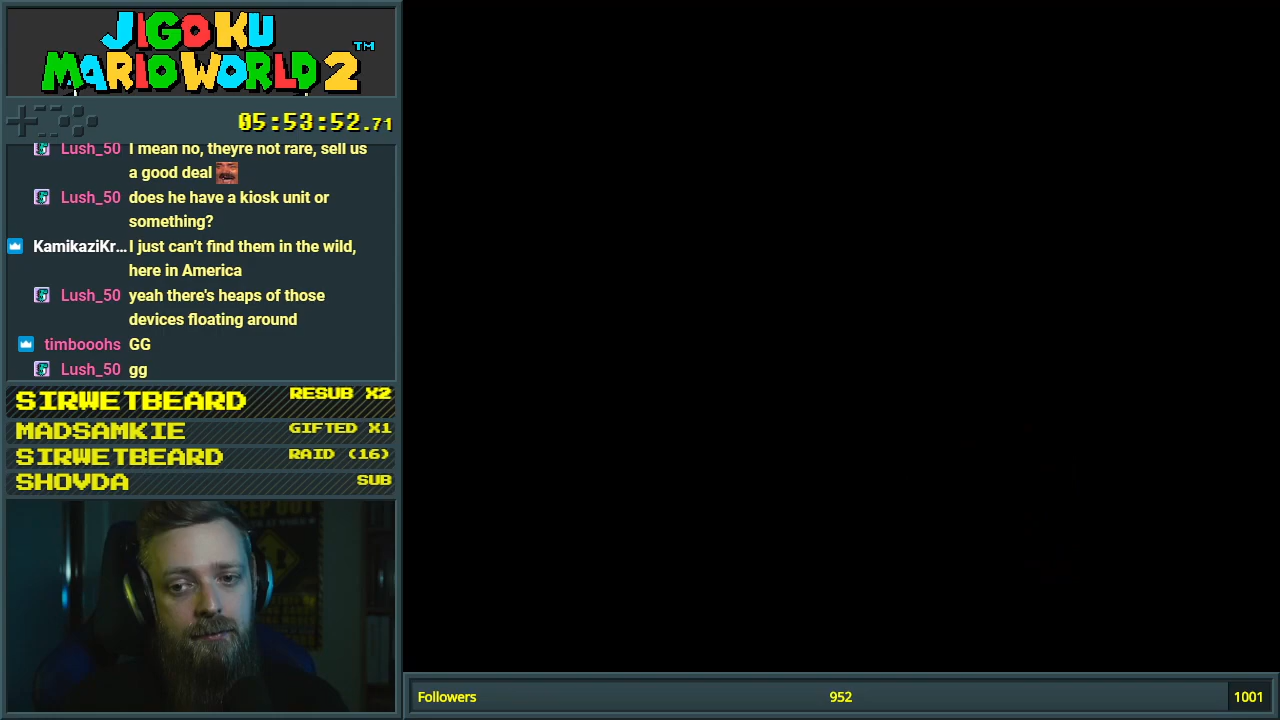 JIGOKU
MARIO WORLD 2 ™
05:53:52.71
Lush_50 I mean no, theyre not rare, sell us
a good deal
Lush_50 does he have a kiosk unit or
something?
KamikaziKr... I just can't find them in the wild,
here in America
Lush_50 yeah there's heaps of those
devices floating around
timbooohs GG
Lush_50 gg
SIRWETBEARD RESUB X2
MADSAMKIE GIFTED X1
SIRWETBEARD RAID (16)
SHOVDA SUB
Followers 952 1001